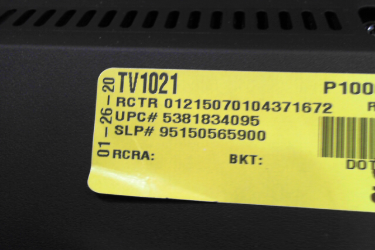 01-26-20
TV1021 P100
RCTR 01215070104371672
UPC# 5381834095
SLP# 95150565900
RCRA: BKT: DOT